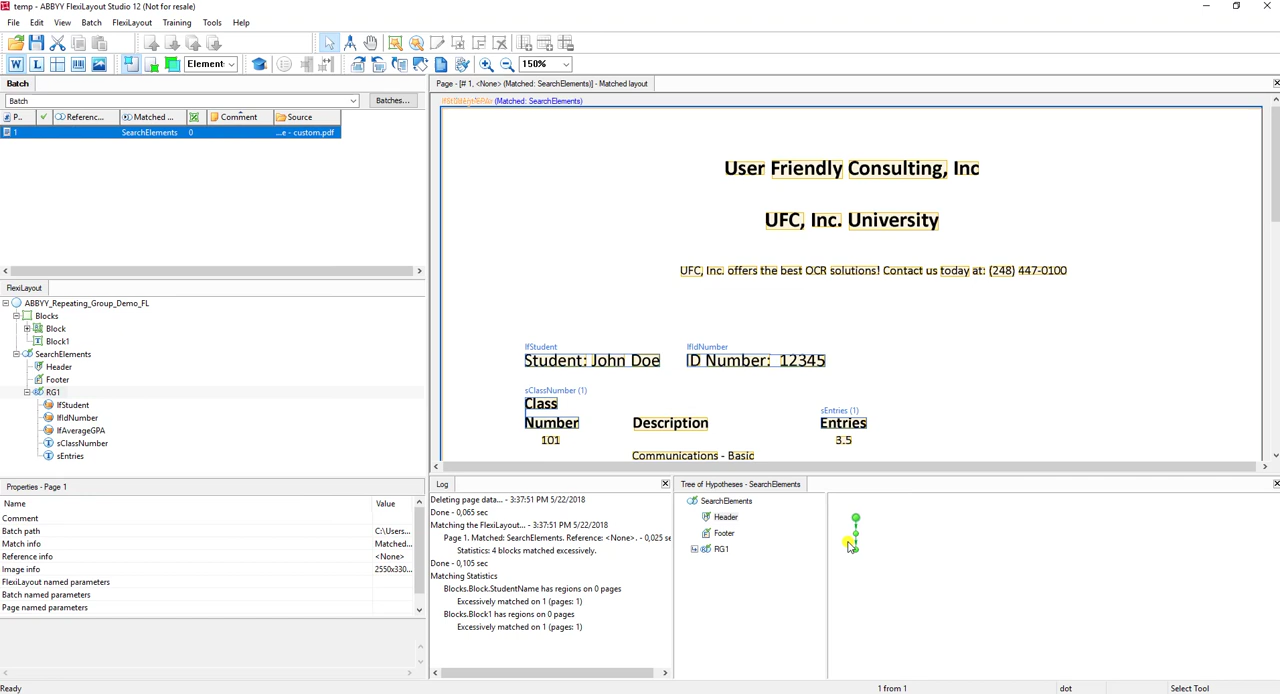 temp - ABBYY FlexiLayout Studio 12 (Not for resale)
File Edit View Batch FlexiLayout Training Tools Help
W L Element 150%
Batch
Page - [# 1, <None> (Matched: SearchElements)] - Matched layout
Batch Batches...
(Matched: SearchElements)
# P.. Referenc... Matched ... Comment Source
1 SearchElements 0 ...e - custom.pdf
User Friendly Consulting, Inc
UFC, Inc. University
UFC, Inc. offers the best OCR solutions! Contact us today at: (248) 447-0100
FlexiLayout
ABBYY_Repeating_Group_Demo_FL
Blocks
Block
Block1
SearchElements
Header
Footer
RG1
lfStudent
lfIdNumber
lfAverageGPA
sClassNumber
sEntries
lfStudent lfIdNumber
Student: John Doe ID Number: 12345
sClassNumber (1)
Class
sEntries (1)
Number Description Entries
101 3.5
Communications - Basic
Properties - Page 1
Name Value
Comment
Batch path C:\Users...
Match info Matched...
Reference info <None>
Image info 2550x330...
FlexiLayout named parameters
Batch named parameters
Page named parameters
Log
Deleting page data... - 3:37:51 PM 5/22/2018
Done - 0,065 sec
Matching the FlexiLayout... - 3:37:51 PM 5/22/2018
Page 1. Matched: SearchElements. Reference: <None>. - 0,025 se
Statistics: 4 blocks matched excessively.
Done - 0,105 sec
Matching Statistics
Blocks.Block.StudentName has regions on 0 pages
Excessively matched on 1 (pages: 1)
Blocks.Block1 has regions on 0 pages
Excessively matched on 1 (pages: 1)
Tree of Hypotheses - SearchElements
SearchElements
Header
Footer
RG1
Ready 1 from 1 dot Select Tool